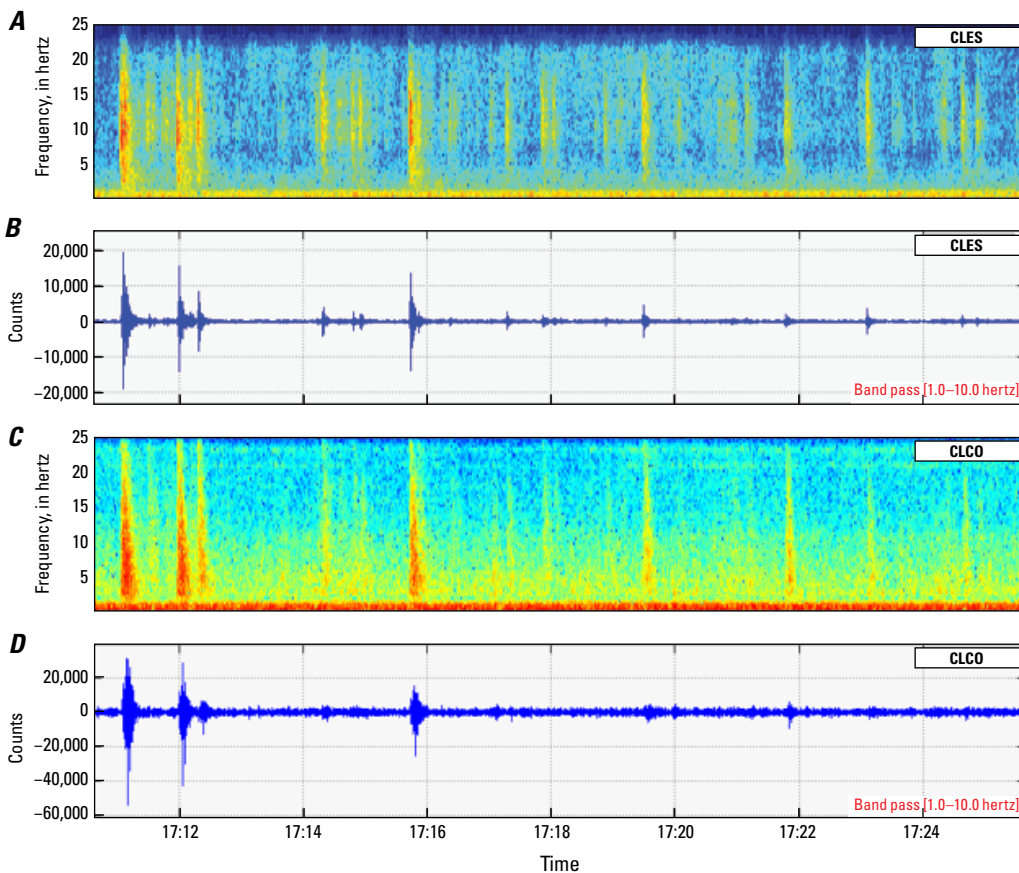 A
CLES
Frequency, in hertz
25
20
15
10
5
B
CLES
Counts
20,000
10,000
0
−10,000
−20,000
Band pass [1.0–10.0 hertz]
C
CLCO
Frequency, in hertz
25
20
15
10
5
D
CLCO
Counts
20,000
0
−20,000
−40,000
−60,000
Band pass [1.0–10.0 hertz]
17:12 17:14 17:16 17:18 17:20 17:22 17:24
Time